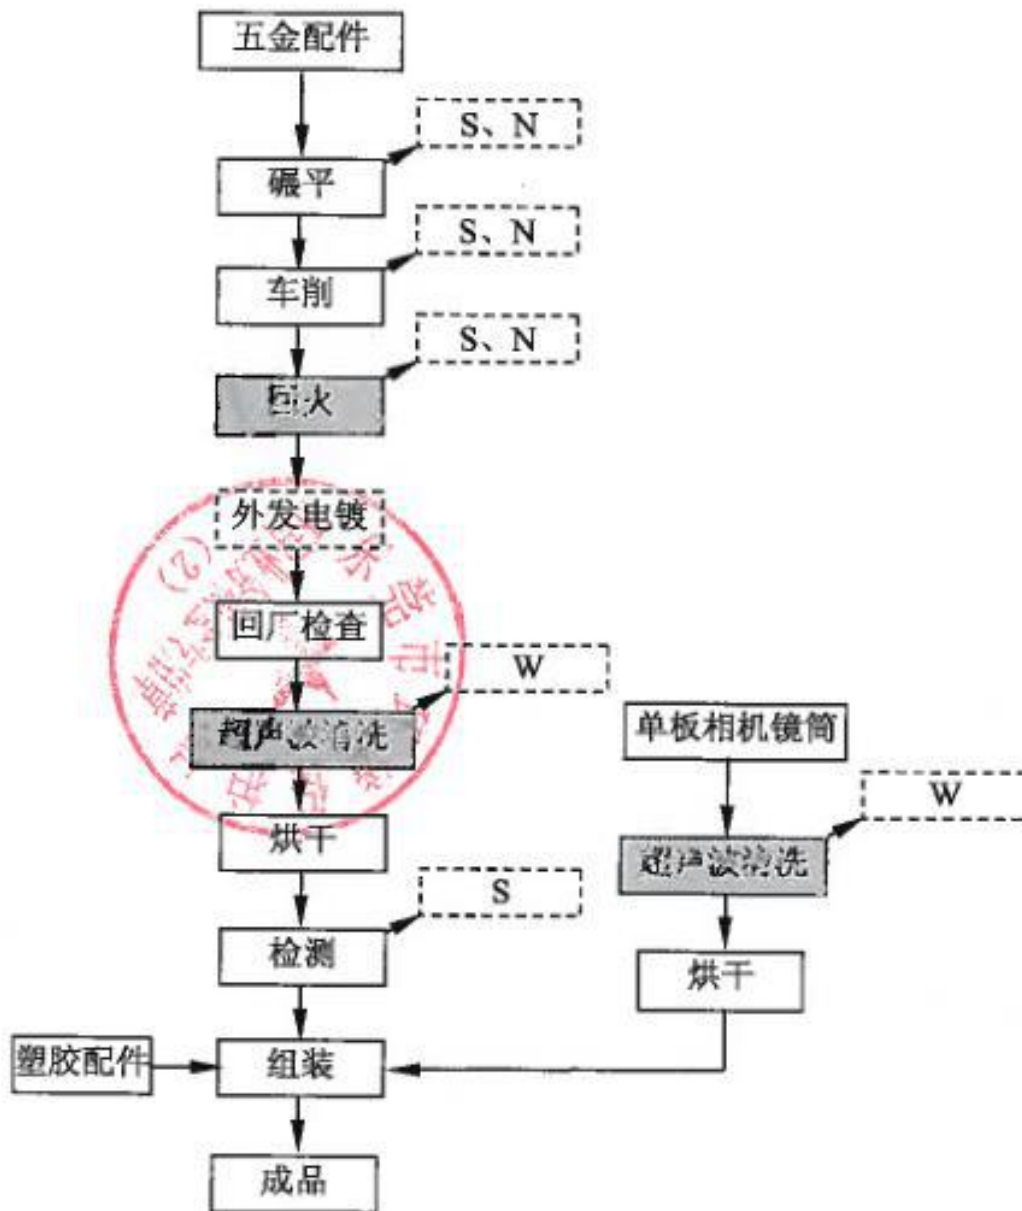 五金配件
S、N
碾平
S、N
车削
S、N
回火
外发电镀
回厂检查
W
超声波清洗
单板相机镜筒
W
烘干
超声波清洗
S
检测
烘干
塑胶配件
组装
成品
(2)
市